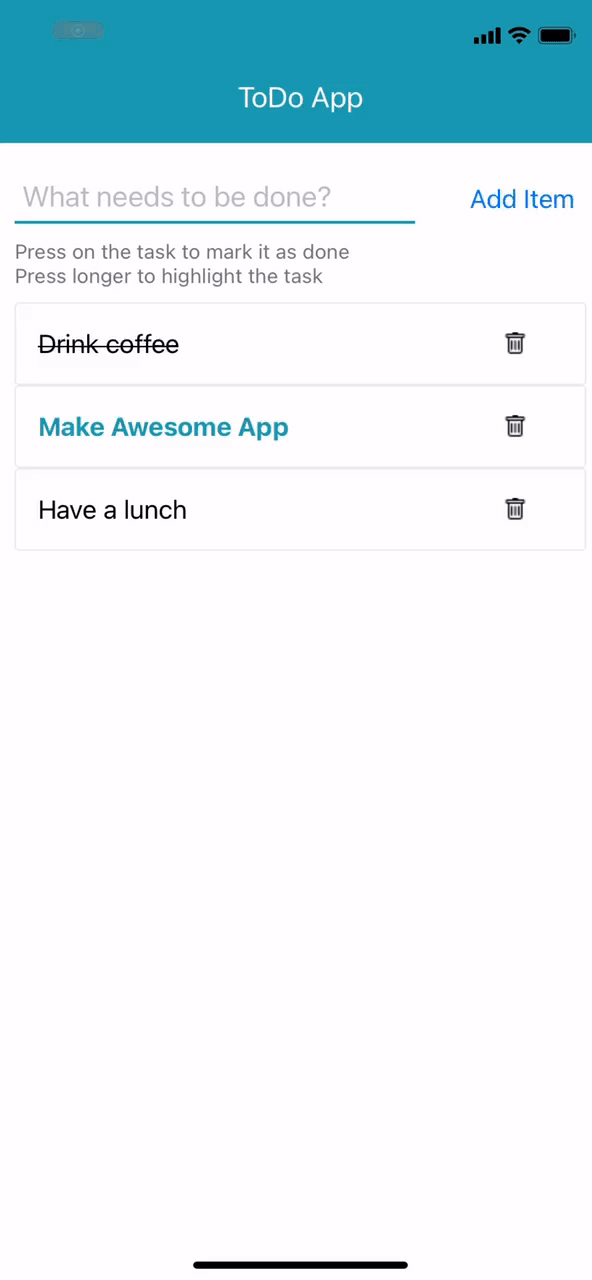 ToDo App
What needs to be done?
Add Item
Press on the task to mark it as done
Press longer to highlight the task
Drink coffee
Make Awesome App
Have a lunch